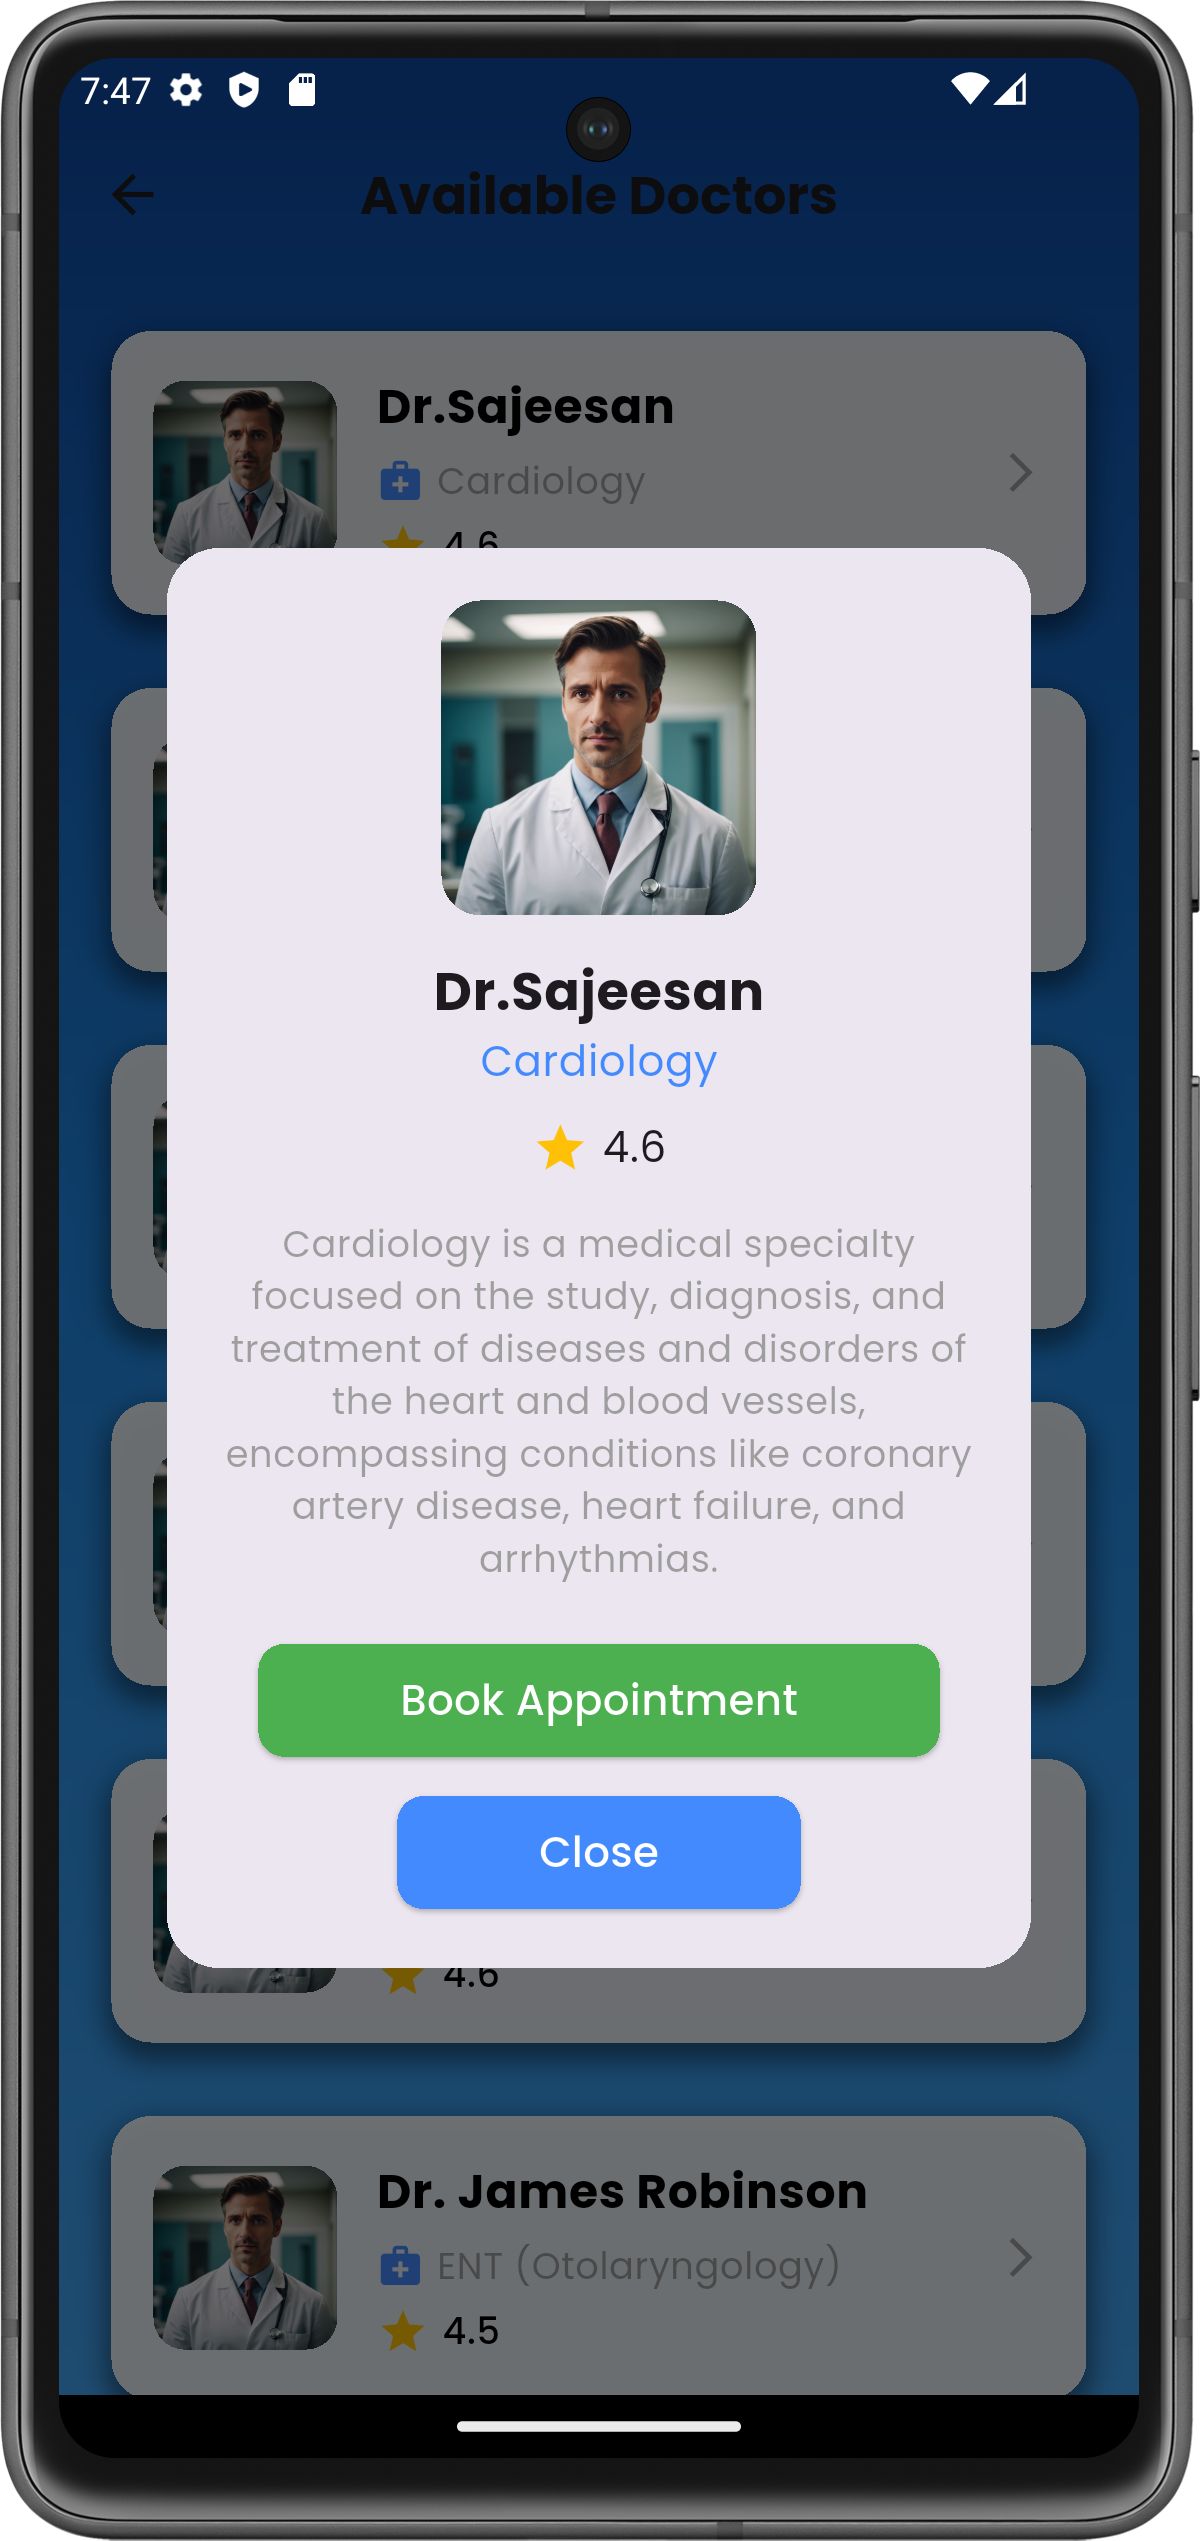 7:47
Available Doctors
Dr.Sajeesan
Cardiology
4.6
Dr.Sajeesan
Cardiology
4.6
Cardiology is a medical specialty
focused on the study, diagnosis, and
treatment of diseases and disorders of
the heart and blood vessels,
encompassing conditions like coronary
artery disease, heart failure, and
arrhythmias.
Book Appointment
Close
4.6
Dr. James Robinson
ENT (Otolaryngology)
4.5